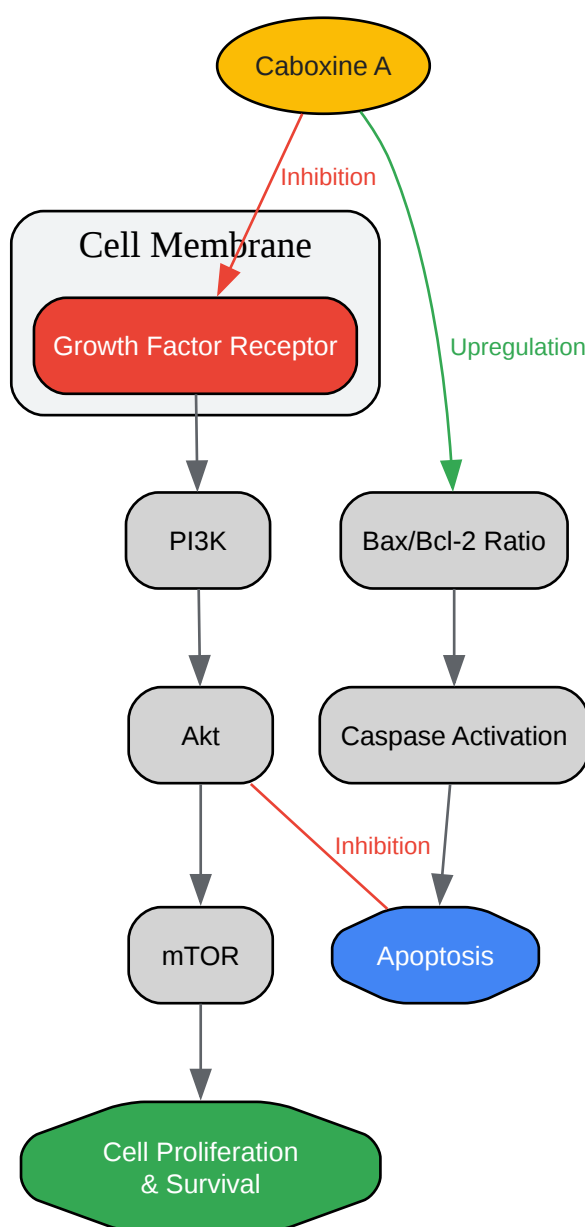 Caboxine A
Inhibition
Cell Membrane
Growth Factor Receptor
Upregulation
PI3K
Bax/Bcl-2 Ratio
Akt
Caspase Activation
Inhibition
mTOR
Apoptosis
Cell Proliferation
& Survival